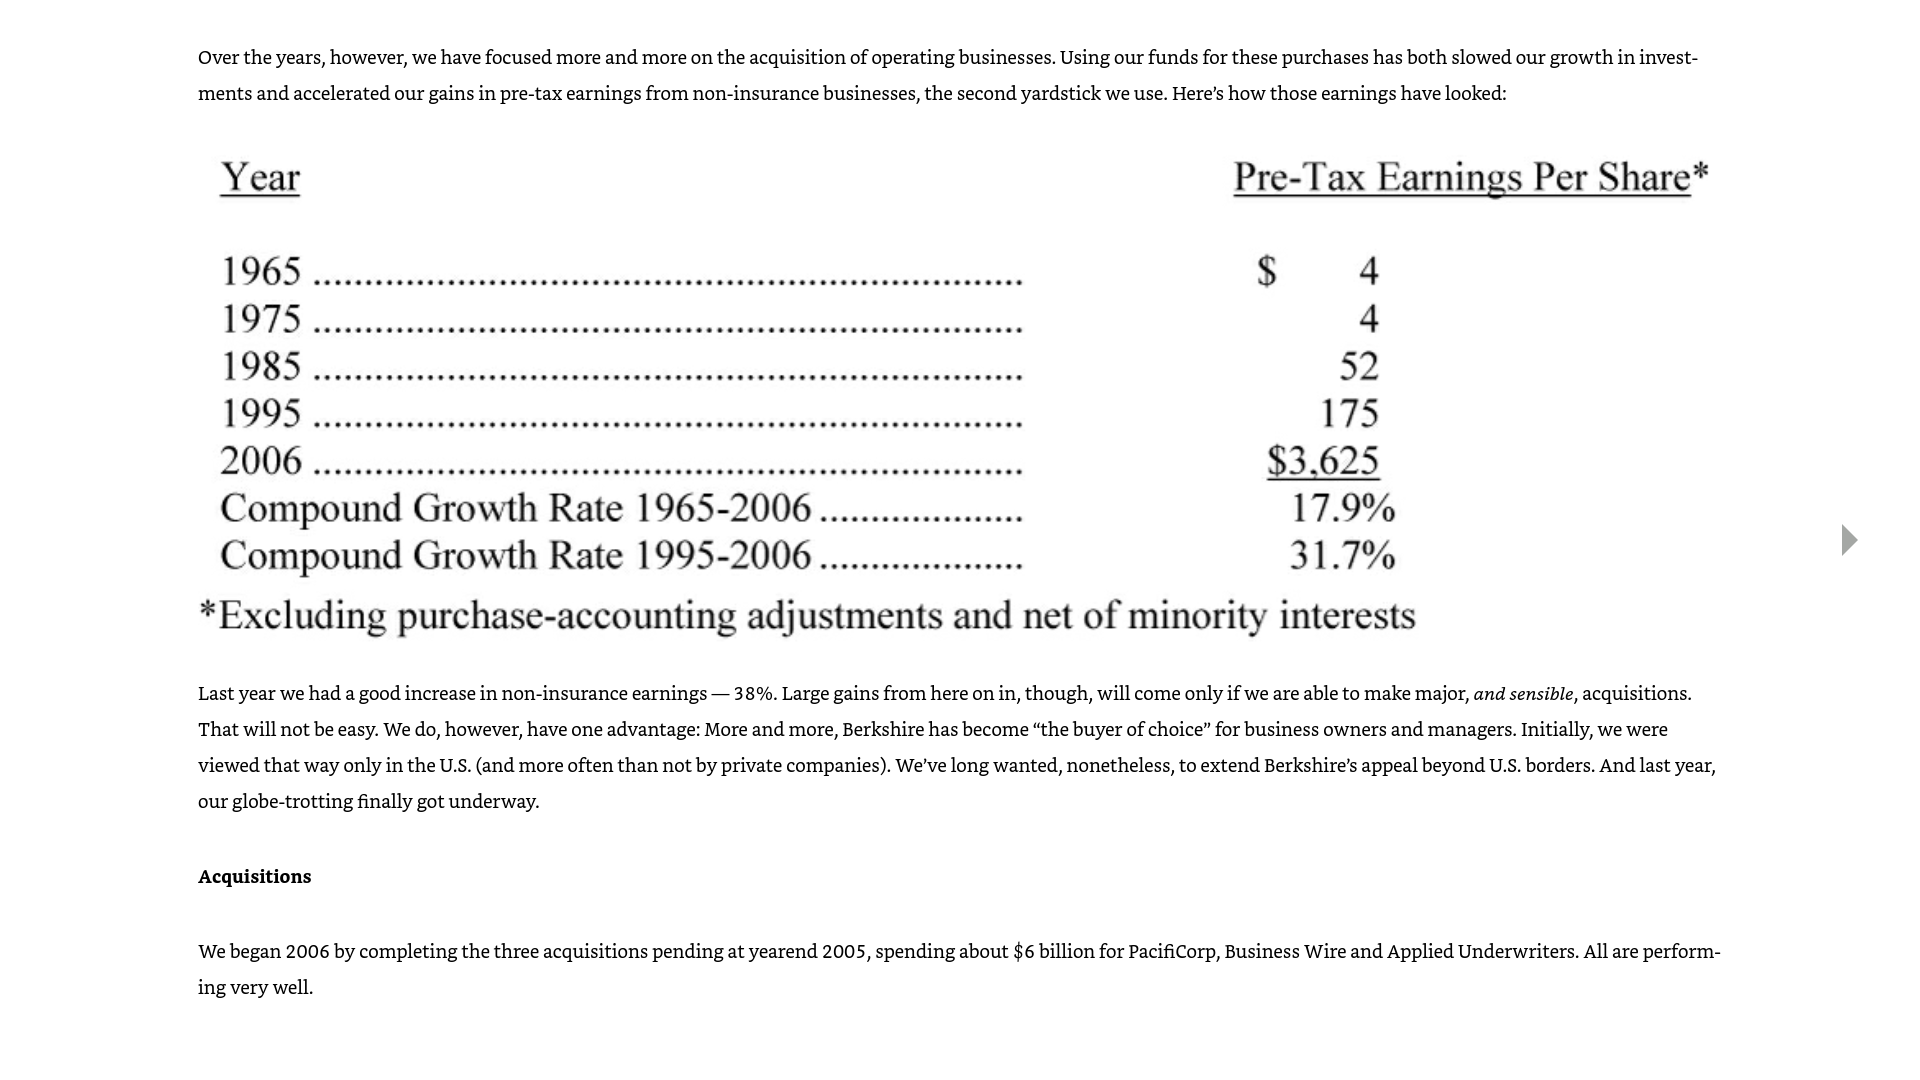 Over the years, however, we have focused more and more on the acquisition of operating businesses. Using our funds for these purchases has both slowed our growth in invest-
ments and accelerated our gains in pre-tax earnings from non-insurance businesses, the second yardstick we use. Here’s how those earnings have looked:
Year Pre-Tax Earnings Per Share*
1965 ..................................................................... $ 4
1975 ..................................................................... 4
1985 ..................................................................... 52
1995 ..................................................................... 175
2006 ..................................................................... $3,625
Compound Growth Rate 1965-2006 .................... 17.9%
Compound Growth Rate 1995-2006 .................... 31.7%
*Excluding purchase-accounting adjustments and net of minority interests
Last year we had a good increase in non-insurance earnings — 38%. Large gains from here on in, though, will come only if we are able to make major, and sensible, acquisitions.
That will not be easy. We do, however, have one advantage: More and more, Berkshire has become “the buyer of choice” for business owners and managers. Initially, we were
viewed that way only in the U.S. (and more often than not by private companies). We’ve long wanted, nonetheless, to extend Berkshire’s appeal beyond U.S. borders. And last year,
our globe-trotting finally got underway.
Acquisitions
We began 2006 by completing the three acquisitions pending at yearend 2005, spending about $6 billion for PacifiCorp, Business Wire and Applied Underwriters. All are perform-
ing very well.